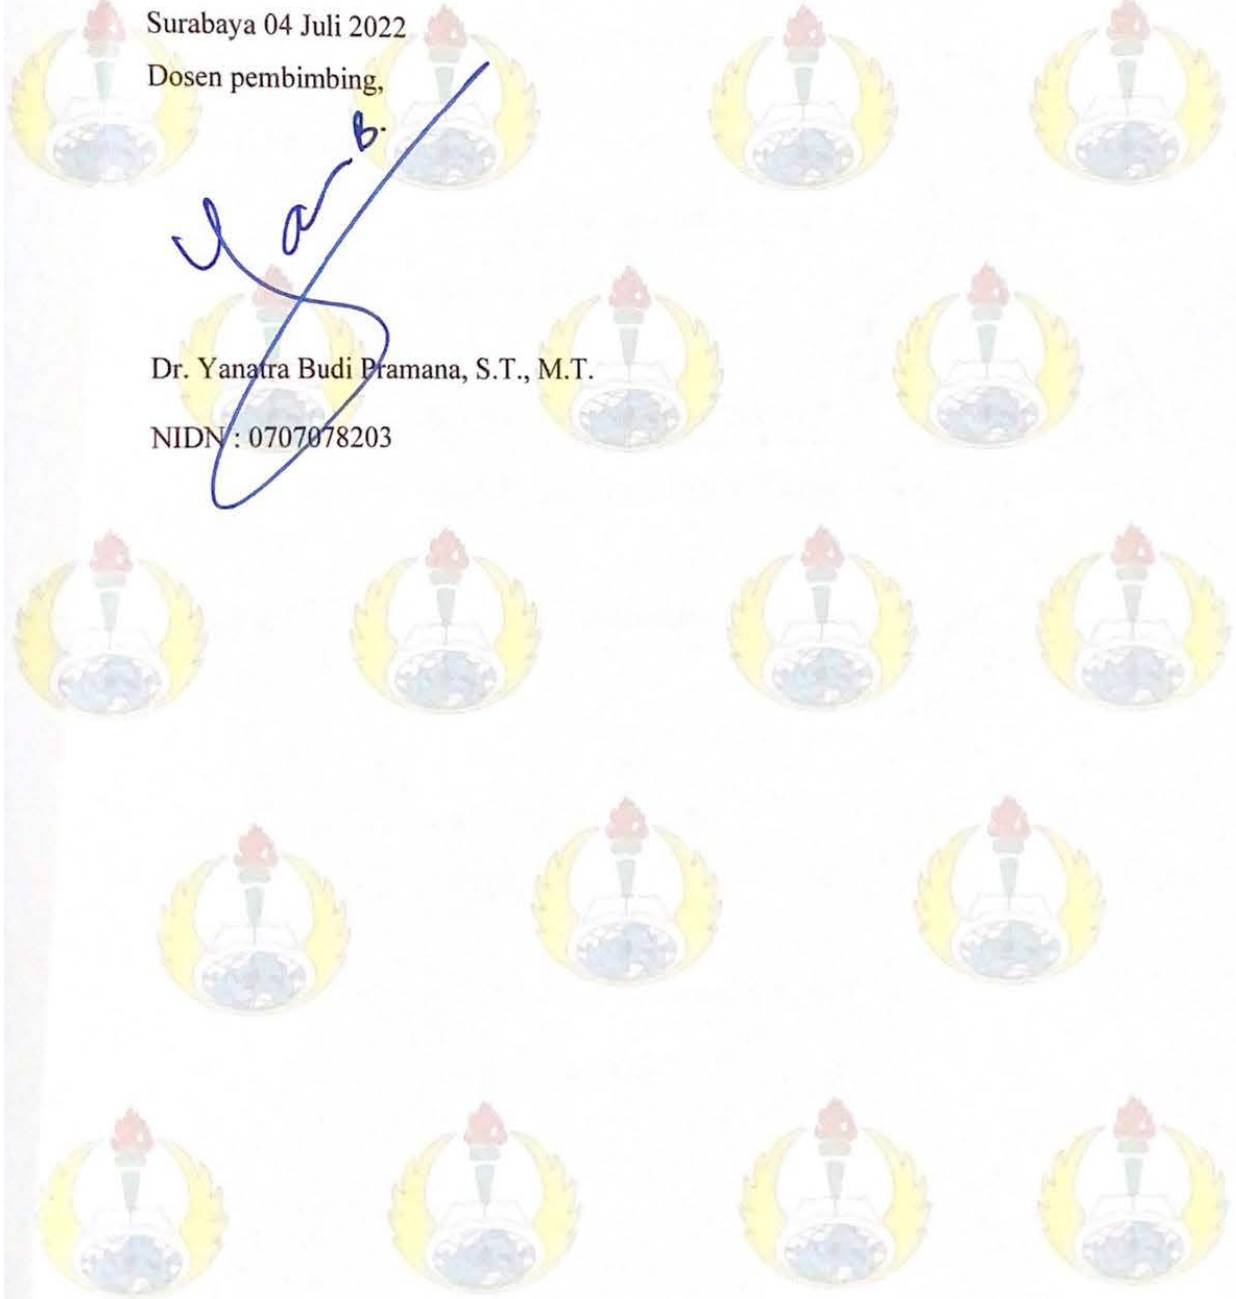 Surabaya 04 Juli 2022
Dosen pembimbing,
Dr. Yanatra Budi Pramana, S.T., M.T.
NIDN : 0707078203